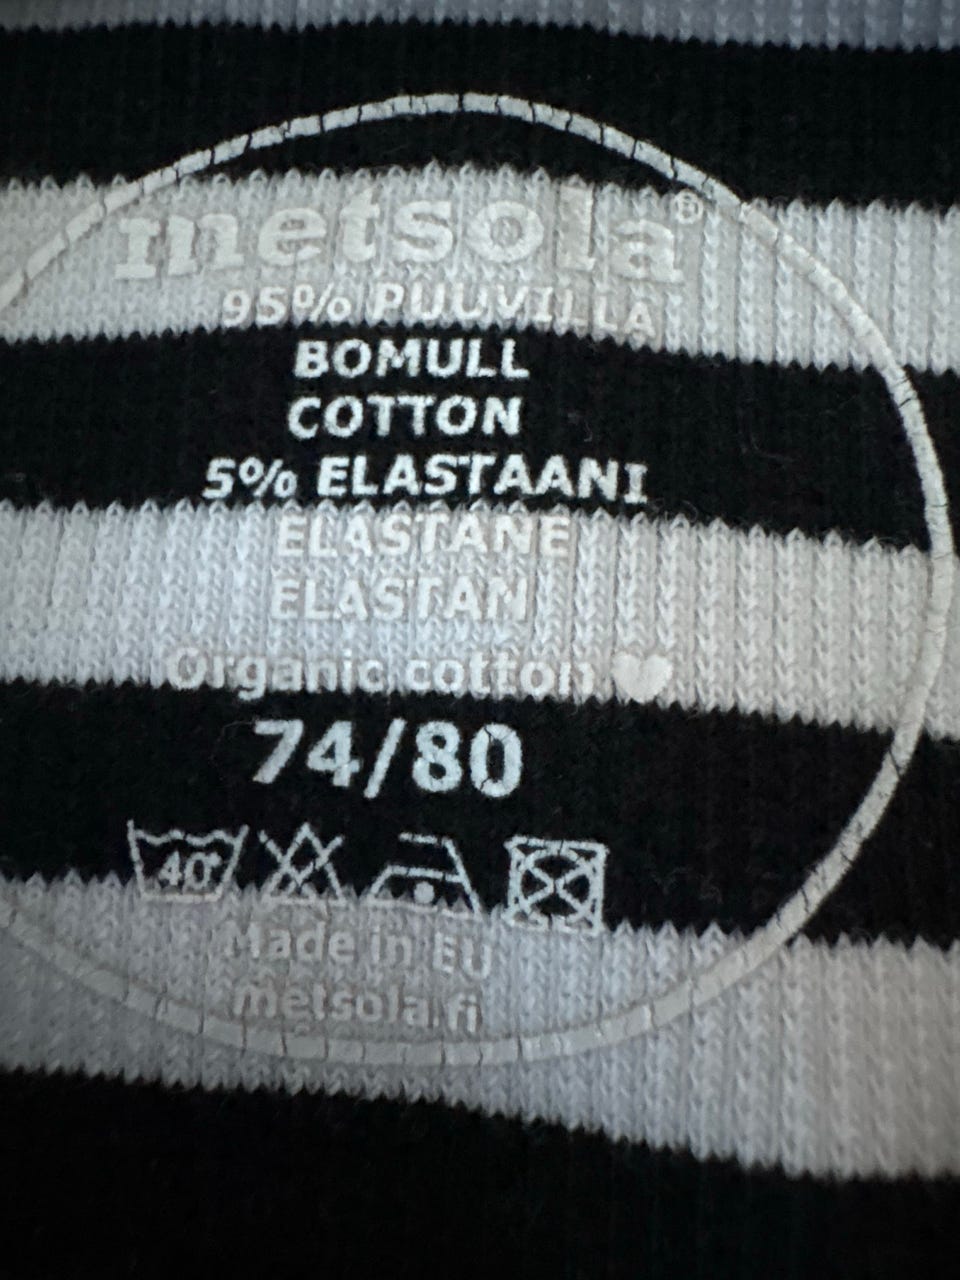 metsola®
95% PUUVILLA
BOMULL
COTTON
5% ELASTAANI
ELASTANE
ELASTAN
Organic cotton ♥
74/80
40°
Made in EU
metsola.fi